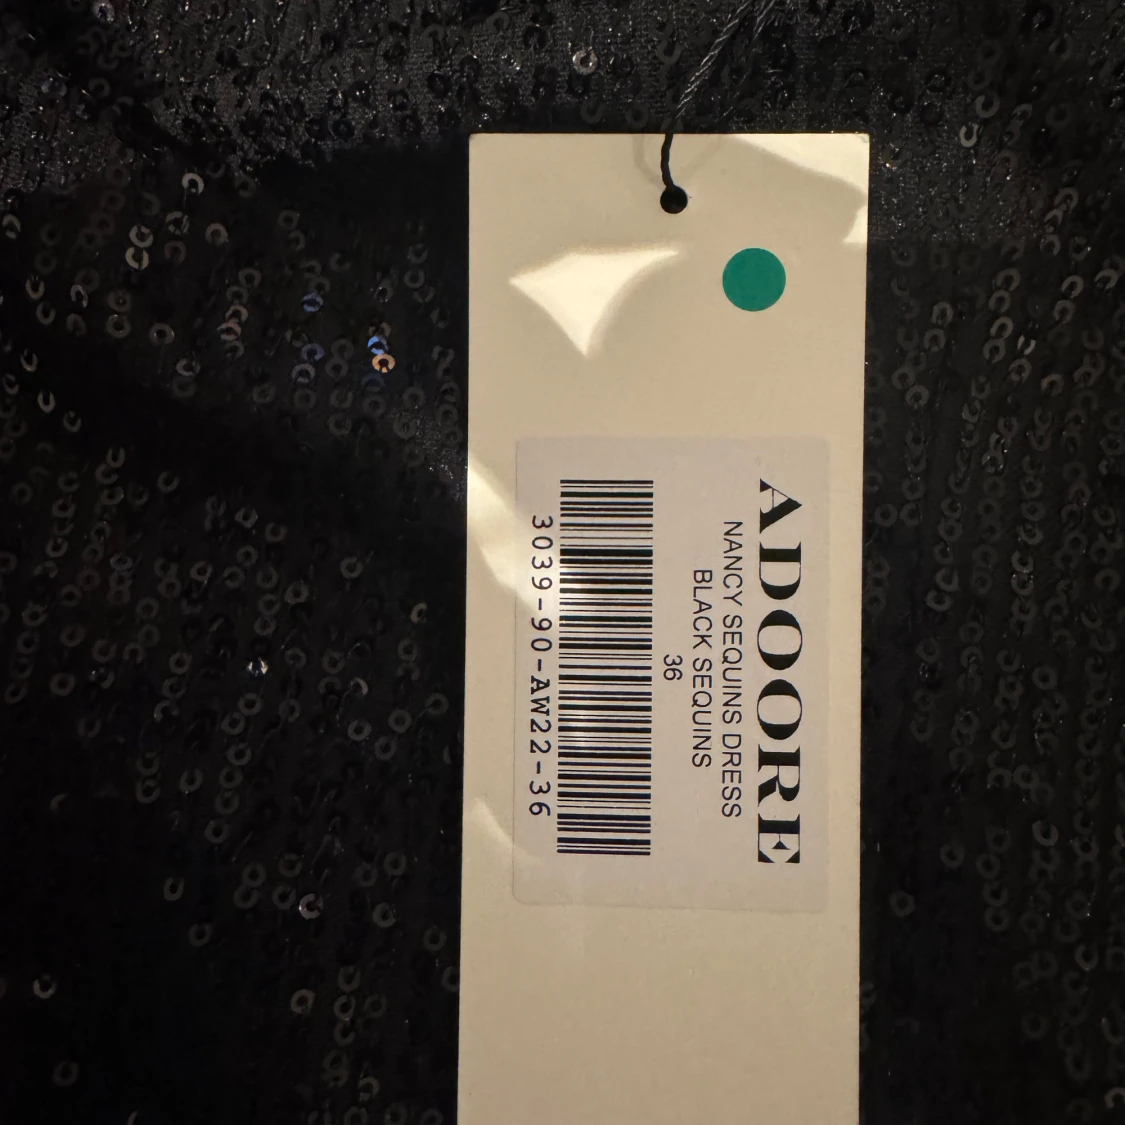 ADOORE
NANCY SEQUINS DRESS
BLACK SEQUINS
36
3039-90-AW22-36